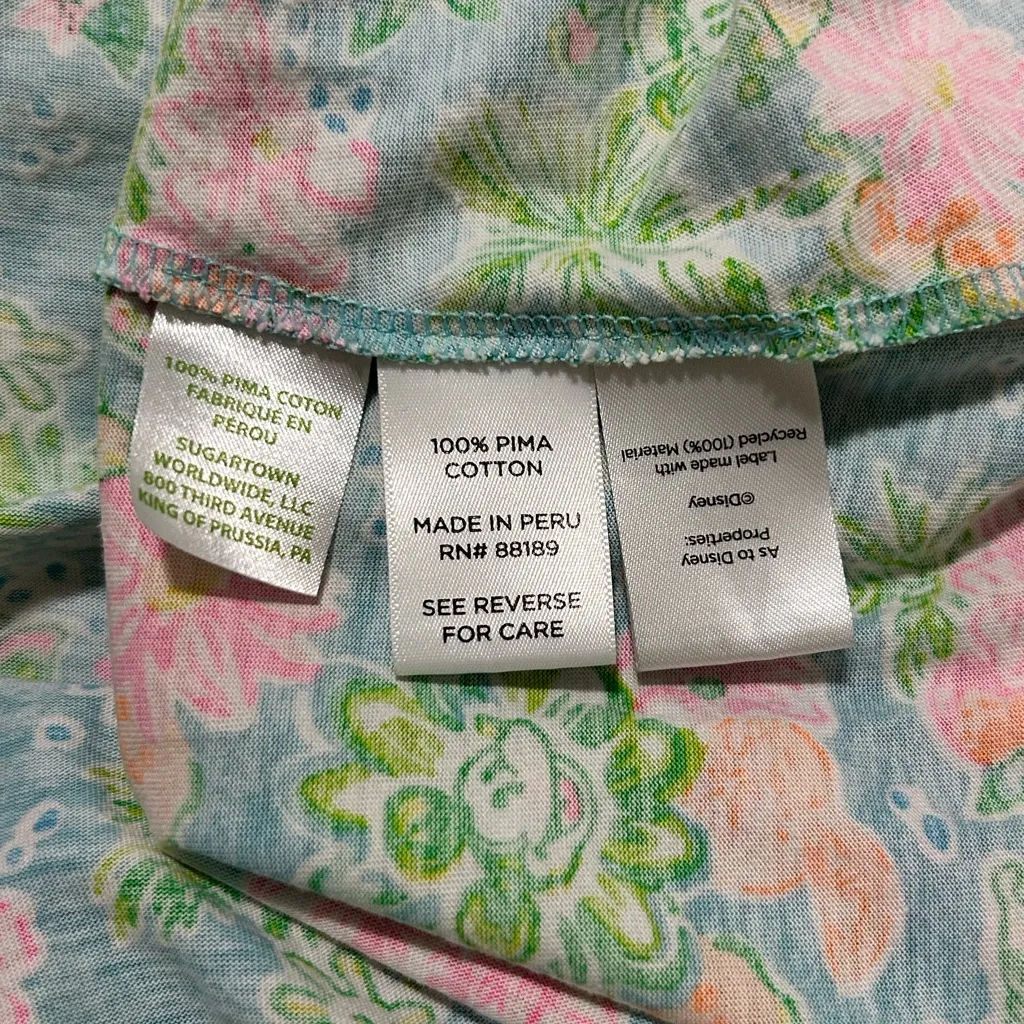 100% PIMA COTON
FABRIQUÉ EN
PÉROU
SUGARTOWN
WORLDWIDE, LLC
800 THIRD AVENUE
KING OF PRUSSIA, PA
100% PIMA
COTTON
MADE IN PERU
RN# 88189
SEE REVERSE
FOR CARE
As to Disney
Properties:
©Disney
Label made with
Recycled (100%) Material